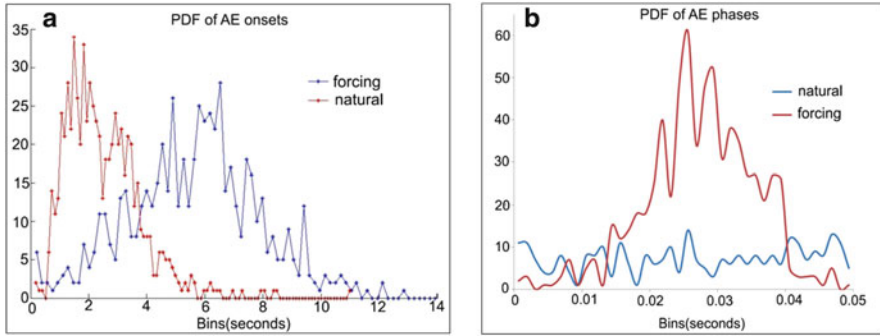 a
PDF of AE onsets
35
30
25
20
15
10
5
0
forcing
natural
0 2 4 6 8 10 12 14
Bins(seconds)
b
PDF of AE phases
60
50
40
30
20
10
0
natural
forcing
0 0.01 0.02 0.03 0.04 0.05
Bins(seconds)